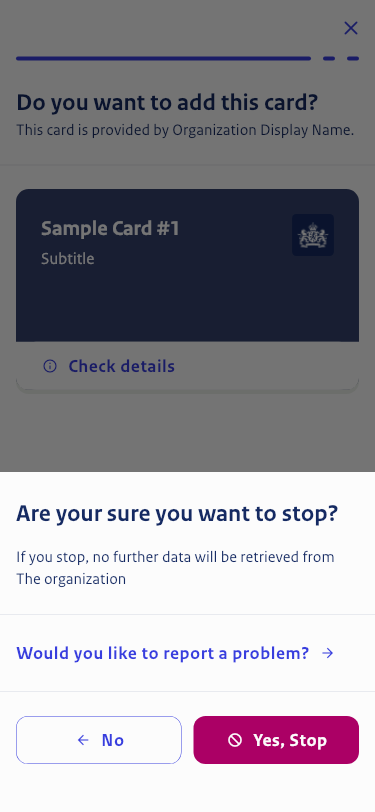 Do you want to add this card?
This card is provided by Organization Display Name.
Sample Card #1
Subtitle
Check details
Are your sure you want to stop?
If you stop, no further data will be retrieved from
The organization
Would you like to report a problem?
No
Yes, Stop